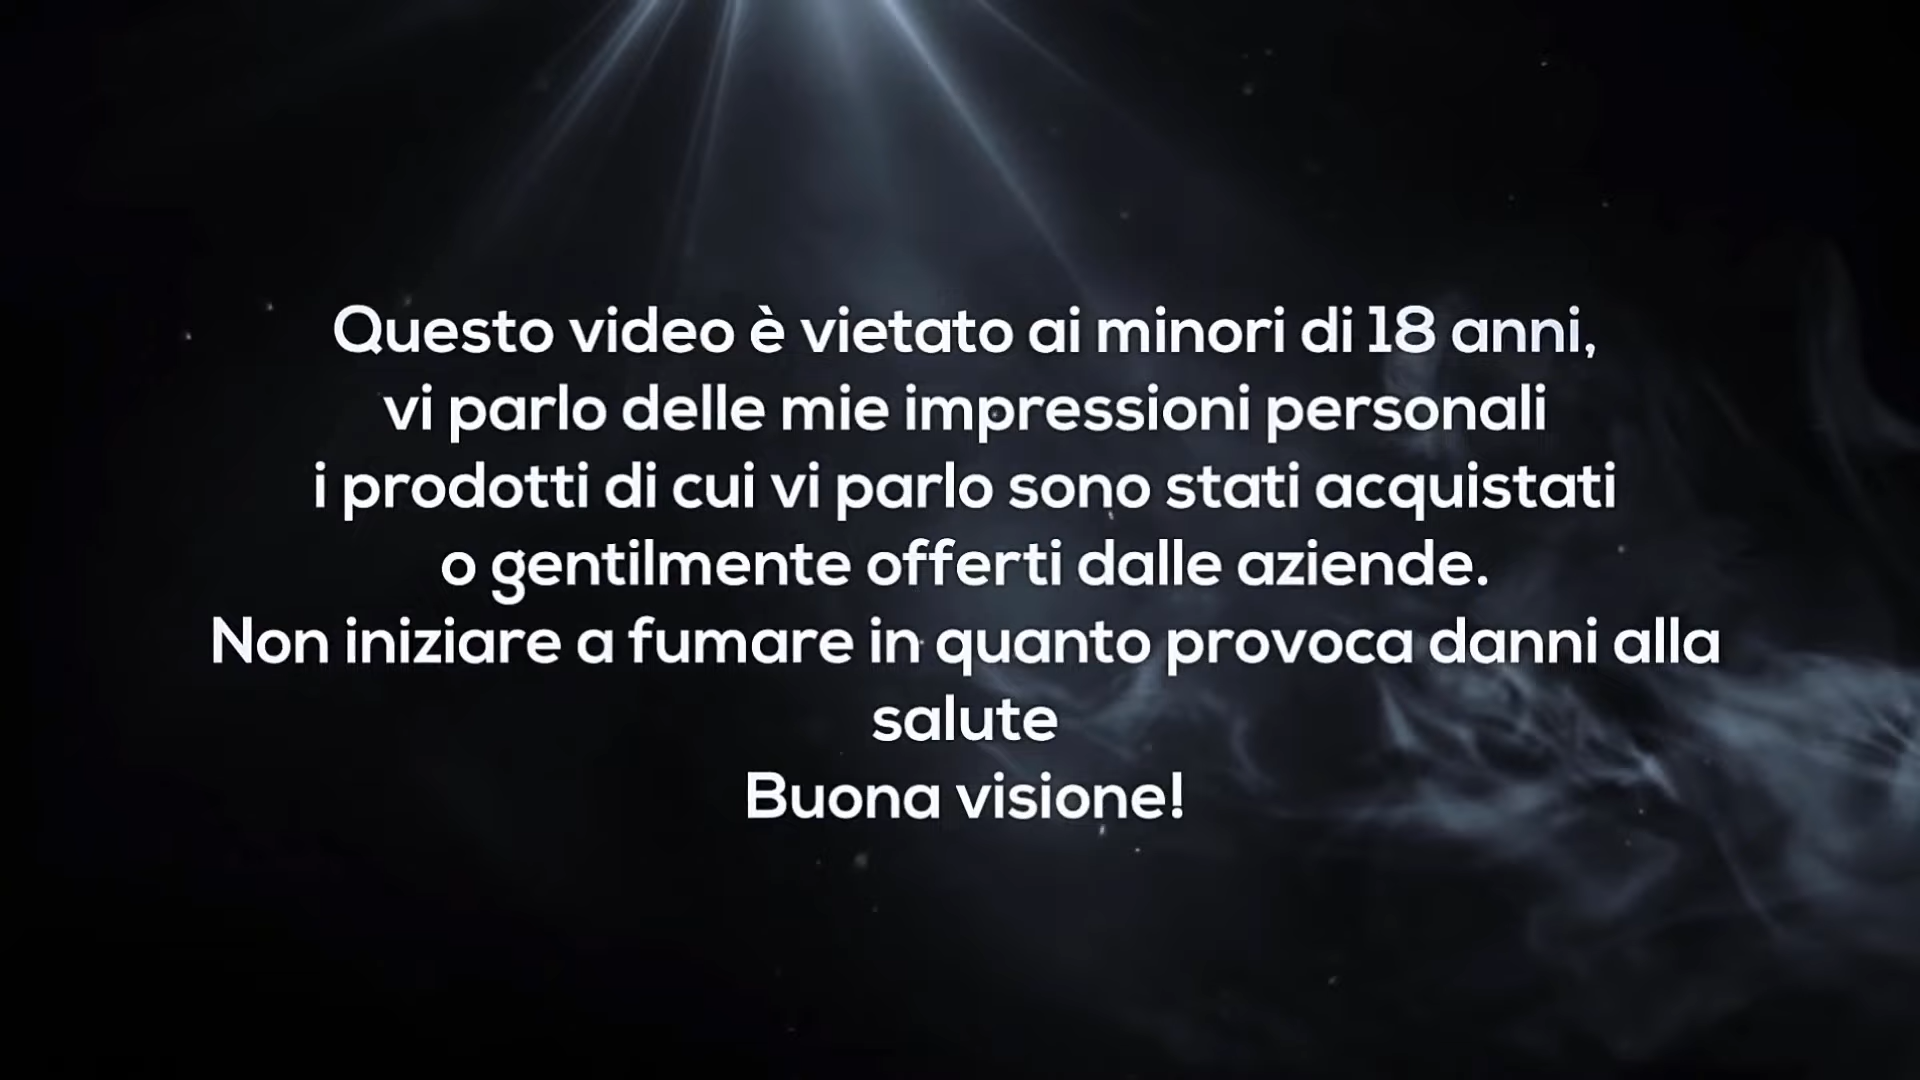 Questo video è vietato ai minori di 18 anni,
vi parlo delle mie impressioni personali
i prodotti di cui vi parlo sono stati acquistati
o gentilmente offerti dalle aziende.
Non iniziare a fumare in quanto provoca danni alla
salute
Buona visione!